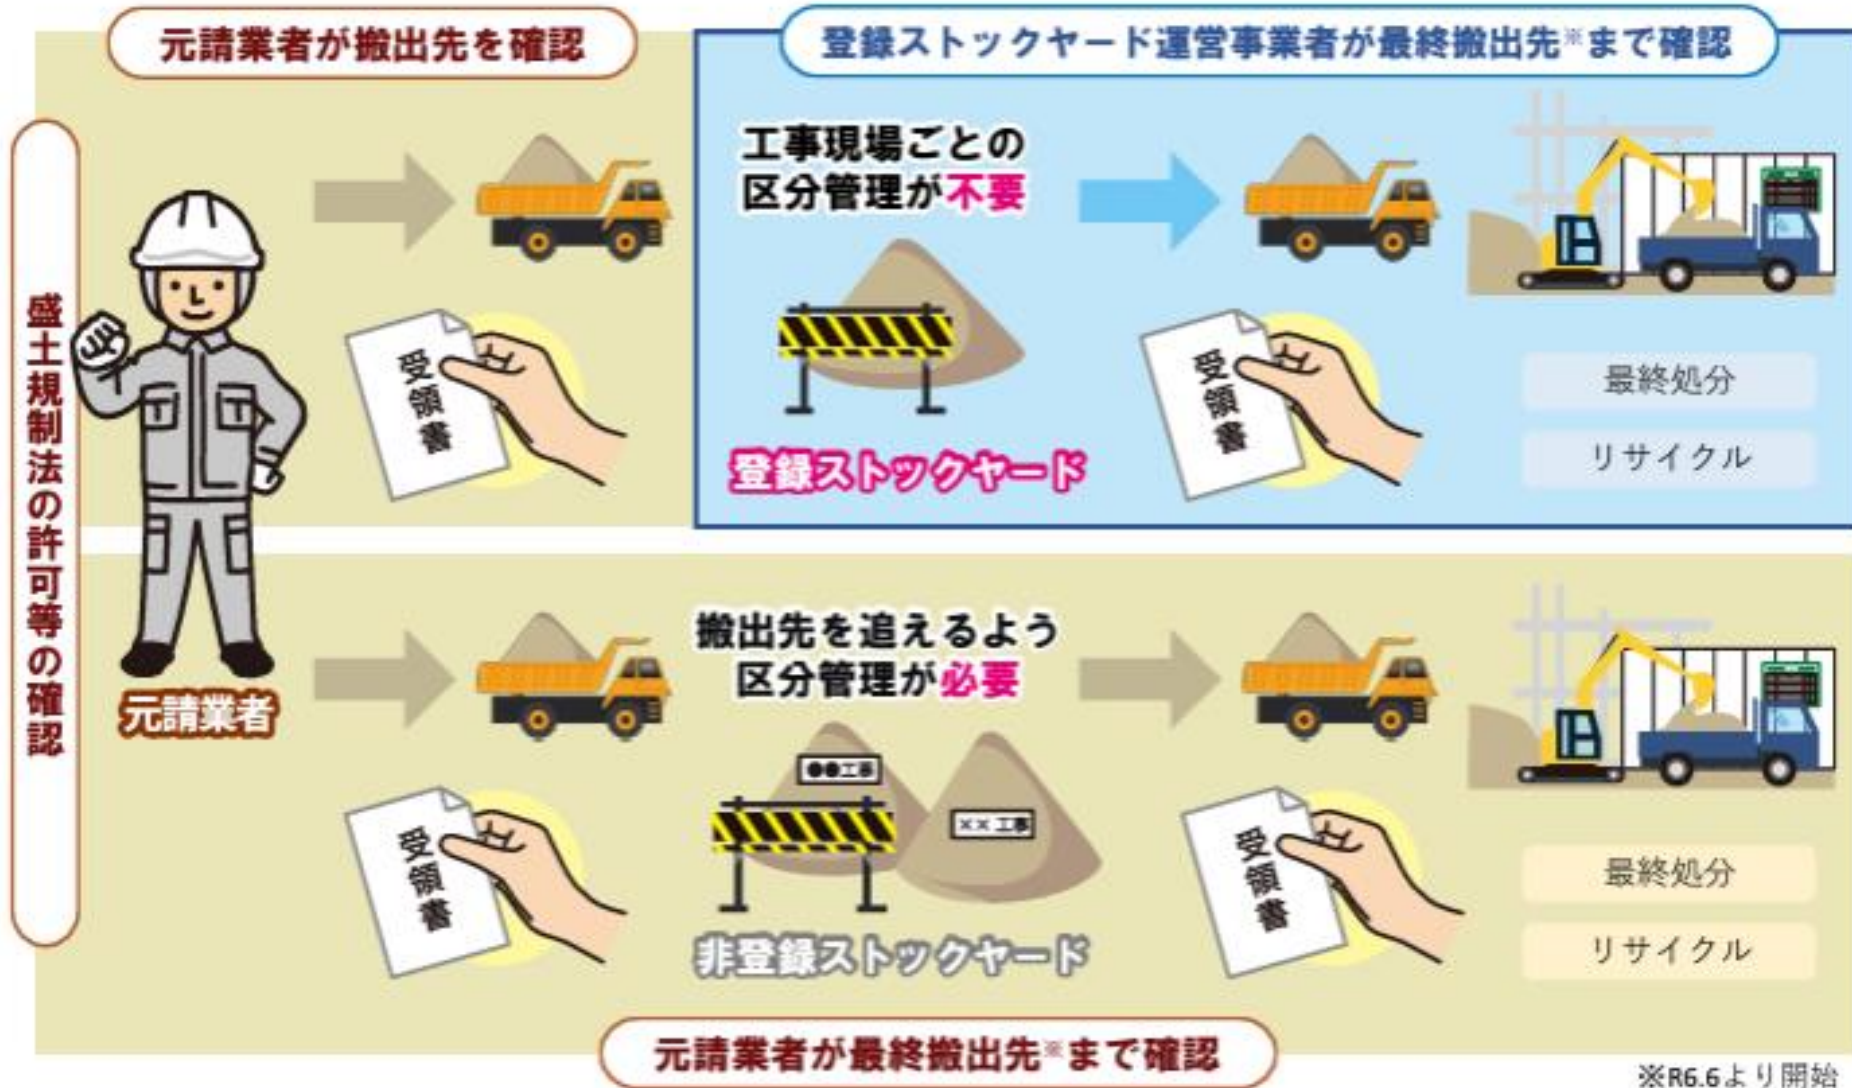 元請業者が搬出先を確認
登録ストックヤード運営事業者が最終搬出先※まで確認
盛土規制法の許可等の確認
工事現場ごとの
区分管理が不要
受領書
登録ストックヤード
受領書
最終処分
リサイクル
元請業者
搬出先を追えるよう
区分管理が必要
●●工事
××工事
受領書
非登録ストックヤード
受領書
最終処分
リサイクル
元請業者が最終搬出先※まで確認
※R6.6より開始